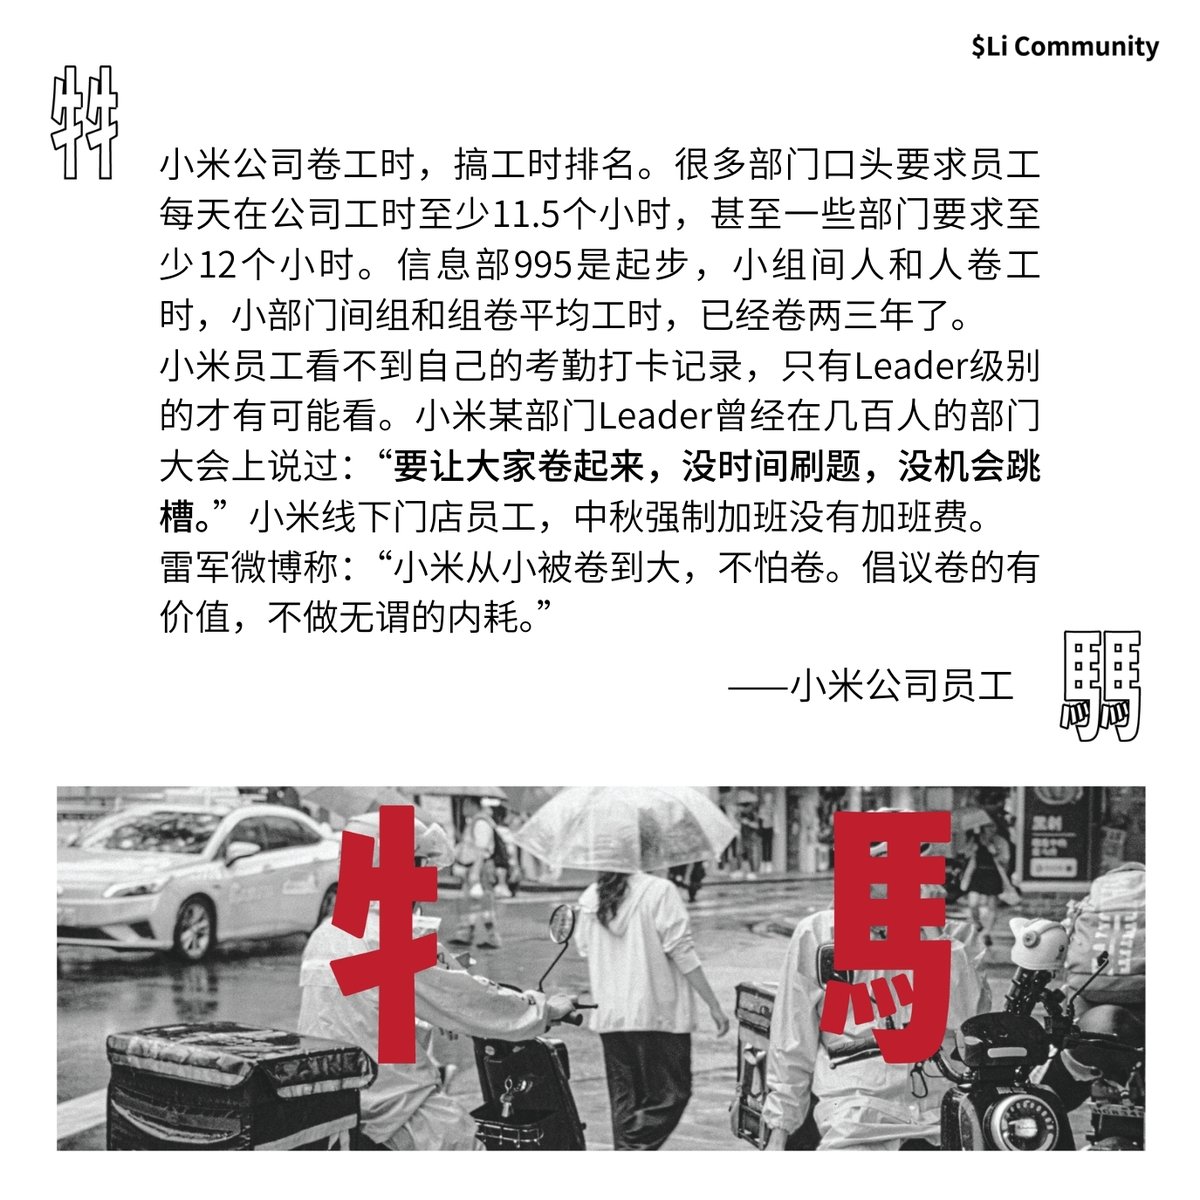 $Li Community
牜牜
小米公司卷工时，搞工时排名。很多部门口头要求员工
每天在公司工时至少11.5个小时，甚至一些部门要求至
少12个小时。信息部995是起步，小组间人和人卷工
时，小部门间组和组卷平均工时，已经卷两三年了。
小米员工看不到自己的考勤打卡记录，只有Leader级别
的才有可能看。小米某部门Leader曾经在几百人的部门
大会上说过：“要让大家卷起来，没时间刷题，没机会跳
槽。”小米线下门店员工，中秋强制加班没有加班费。
雷军微博称：“小米从小被卷到大，不怕卷。倡议卷的有
价值，不做无谓的内耗。”
——小米公司员工
馬馬
牜 馬